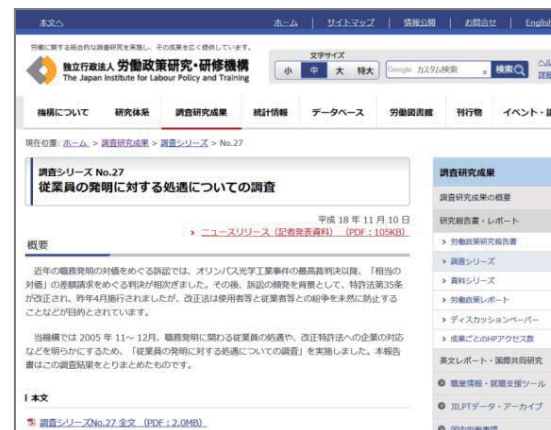 本文へ
ホーム | サイトマップ | 情報公開 | お問合せ | English
労働に関する総合的な調査研究を実施し、その成果を広く提供しています。
独立行政法人 労働政策研究・研修機構
The Japan Institute for Labour Policy and Training
文字サイズ
小 中 大 特大
Google カスタム検索
検索
機構について 研究体系 調査研究成果 統計情報 データベース 労働図書館 刊行物 イベント・
現在位置: ホーム > 調査研究成果 > 調査シリーズ > No.27
調査シリーズ No.27
従業員の発明に対する処遇についての調査
平成 18 年 11 月 10 日
ニュースリリース(記者発表資料) (PDF:105KB)
概要
近年の職務発明の対価をめぐる訴訟では、オリンパス光学工業事件の最高裁判決以降、「相当の
対価」の差額請求をめぐる判決が相次ぎました。その後、訴訟の頻発を背景として、特許法第35条
が改正され、昨年4月施行されましたが、改正法は使用者等と従業者等との紛争を未然に防止する
ことなどが目的とされています。
当機構では 2005 年 11~ 12月、職務発明に関わる従業員の処遇や、改正特許法への企業の対応
などを明らかにするため、「従業員の発明に対する処遇についての調査」を実施しました。本報告
書はこの調査結果をとりまとめたものです。
本文
調査シリーズNo.27 全文 (PDF:2.0MB)
調査研究成果
調査研究成果の概要
研究報告書・レポート
労働政策研究報告書
調査シリーズ
資料シリーズ
労働政策レポート
ディスカッションペーパー
成果ごとのHPアクセス数
英文レポート・国際共同研究
職業情報・就職支援ツール
JILPTデータ・アーカイブ